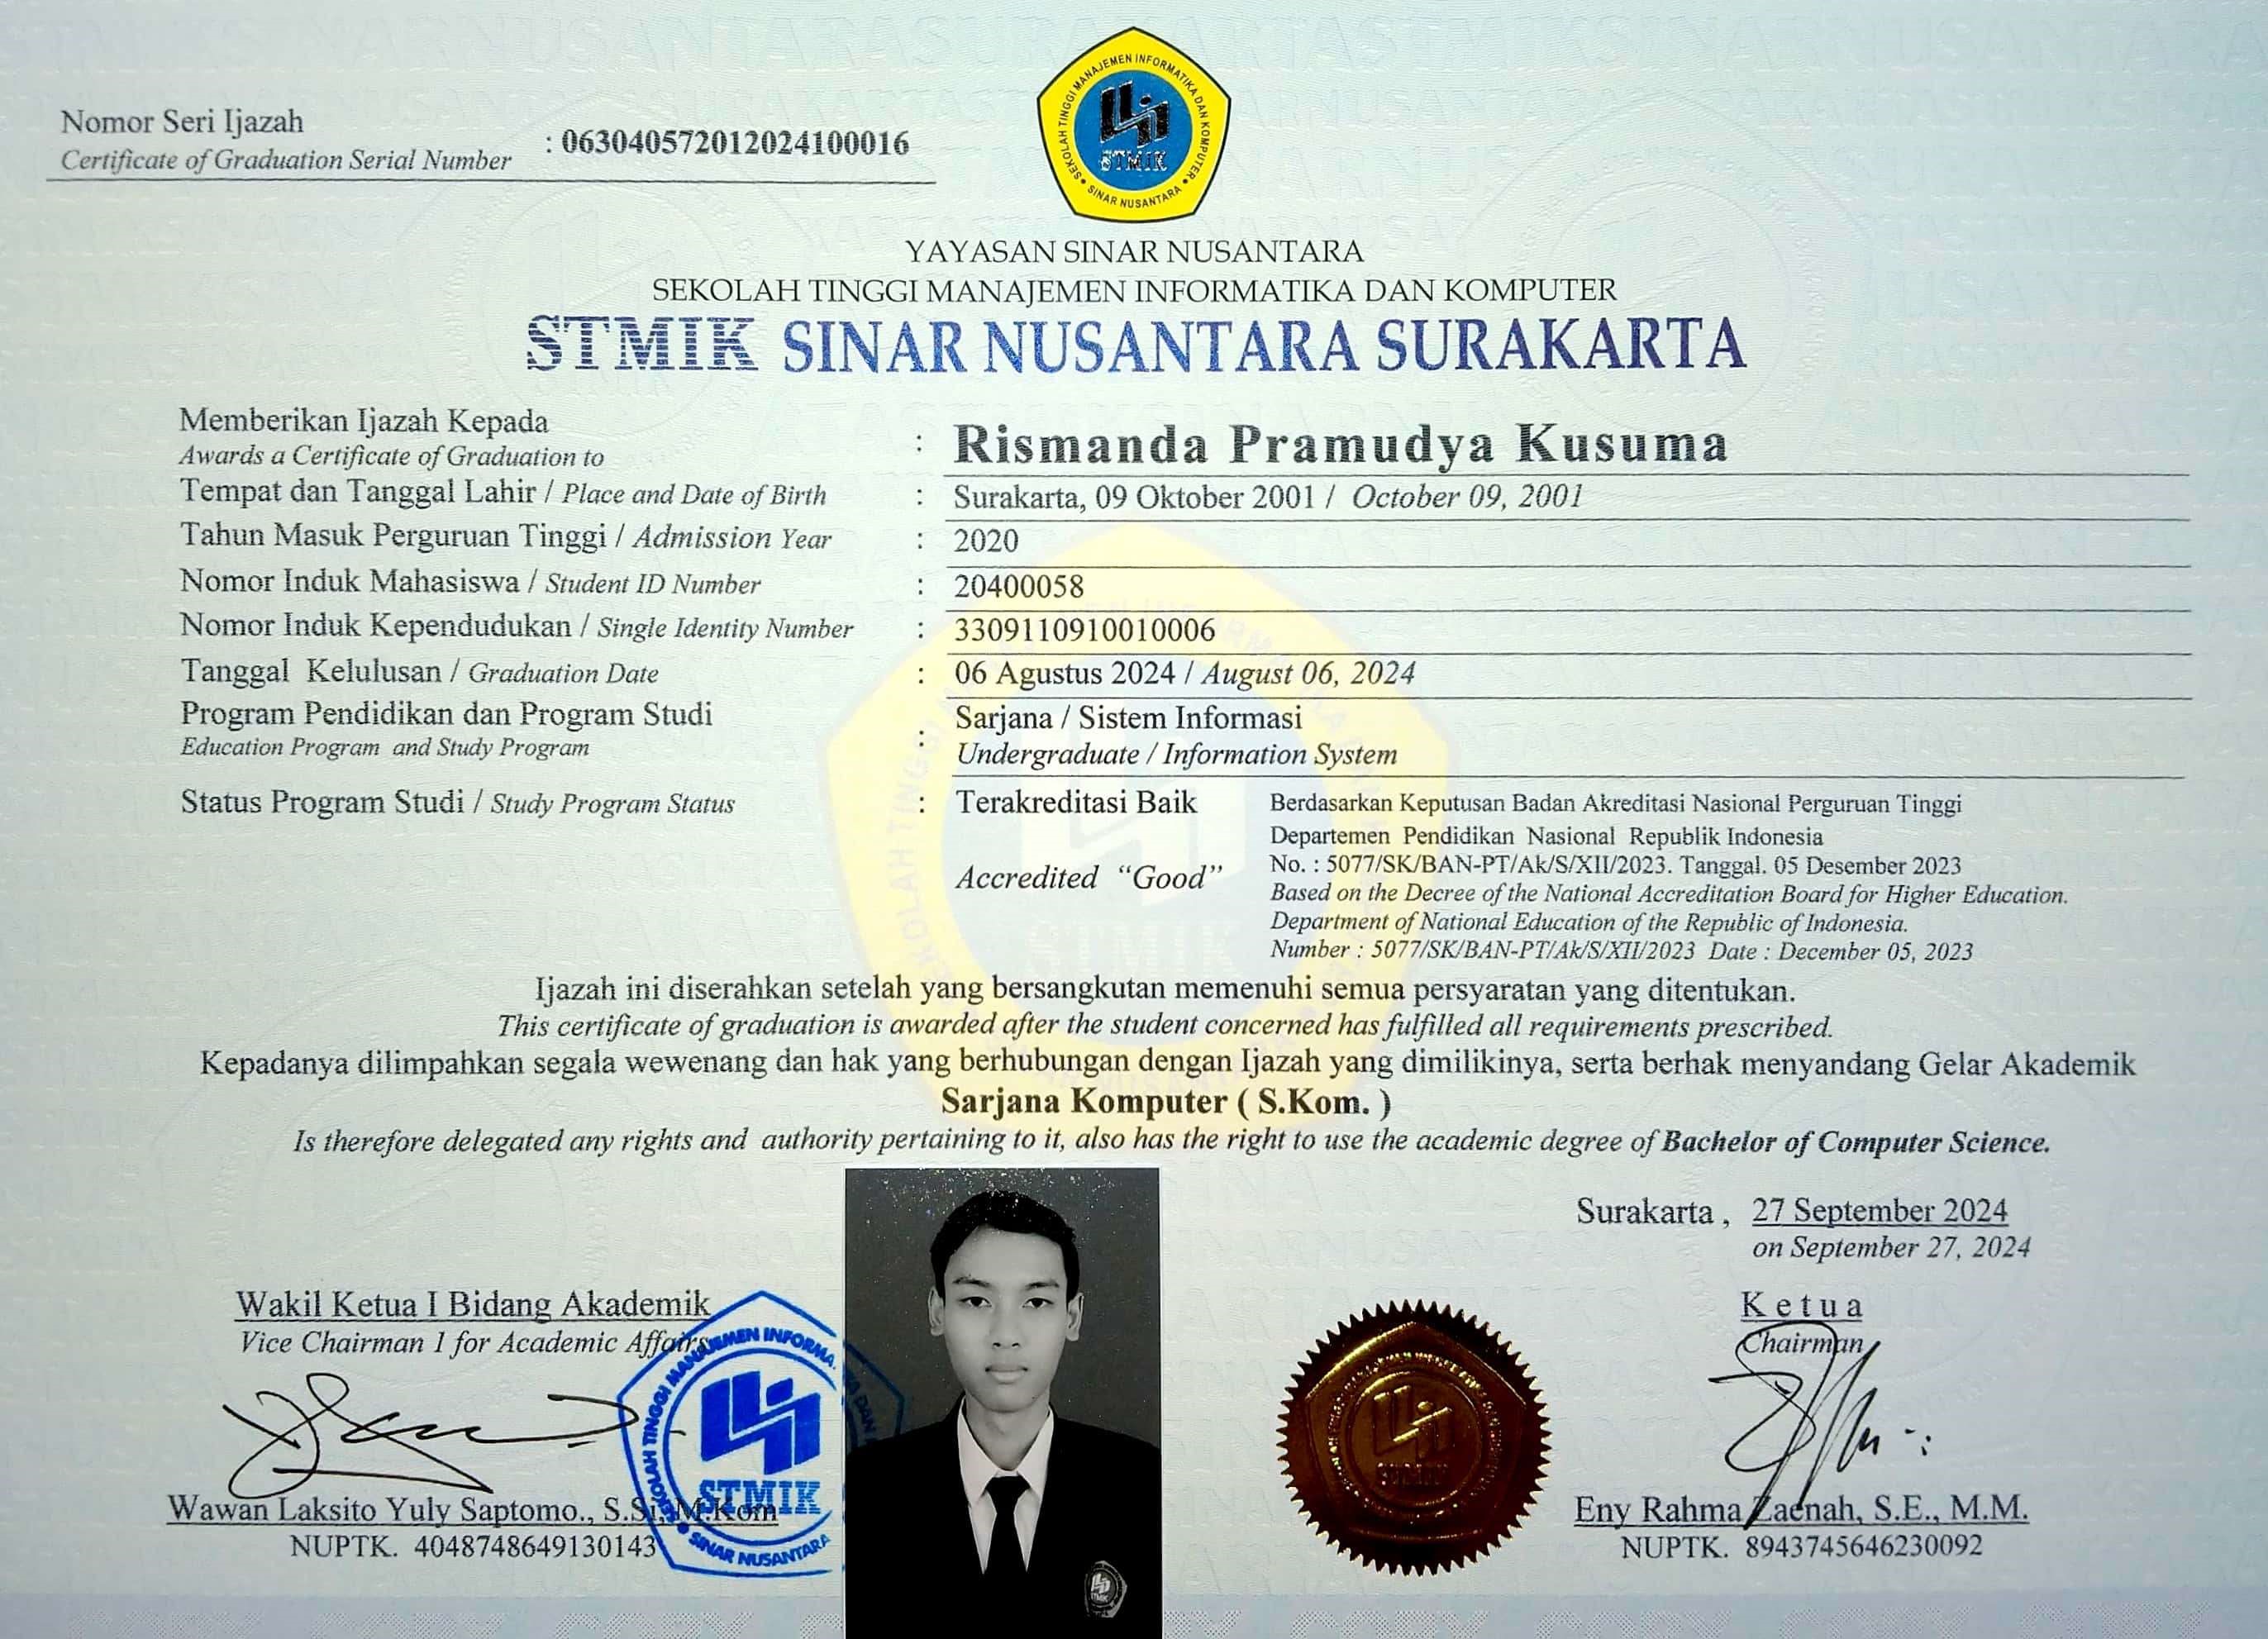 SEKOLAH TINGGI MANAJEMEN INFORMATIKA DAN KOMPUTER
STMIK
SINAR NUSANTARA
Nomor Seri Ijazah
Certificate of Graduation Serial Number
: 063040572012024100016
YAYASAN SINAR NUSANTARA
SEKOLAH TINGGI MANAJEMEN INFORMATIKA DAN KOMPUTER
STMIK SINAR NUSANTARA SURAKARTA
Memberikan Ijazah Kepada
Awards a Certificate of Graduation to
: Rismanda Pramudya Kusuma
Tempat dan Tanggal Lahir / Place and Date of Birth : Surakarta, 09 Oktober 2001 / October 09, 2001
Tahun Masuk Perguruan Tinggi / Admission Year : 2020
Nomor Induk Mahasiswa / Student ID Number : 20400058
Nomor Induk Kependudukan / Single Identity Number : 3309110910010006
Tanggal Kelulusan / Graduation Date : 06 Agustus 2024 / August 06, 2024
Program Pendidikan dan Program Studi : Sarjana / Sistem Informasi
Education Program and Study Program Undergraduate / Information System
Status Program Studi / Study Program Status : Terakreditasi Baik
Accredited "Good"
Berdasarkan Keputusan Badan Akreditasi Nasional Perguruan Tinggi
Departemen Pendidikan Nasional Republik Indonesia
No. : 5077/SK/BAN-PT/Ak/S/XII/2023. Tanggal. 05 Desember 2023
Based on the Decree of the National Accreditation Board for Higher Education.
Department of National Education of the Republic of Indonesia.
Number : 5077/SK/BAN-PT/Ak/S/XII/2023 Date : December 05, 2023
Ijazah ini diserahkan setelah yang bersangkutan memenuhi semua persyaratan yang ditentukan.
This certificate of graduation is awarded after the student concerned has fulfilled all requirements prescribed.
Kepadanya dilimpahkan segala wewenang dan hak yang berhubungan dengan Ijazah yang dimilikinya, serta berhak menyandang Gelar Akademik
Sarjana Komputer ( S.Kom. )
Is therefore delegated any rights and authority pertaining to it, also has the right to use the academic degree of Bachelor of Computer Science.
Surakarta , 27 September 2024
on September 27, 2024
Wakil Ketua I Bidang Akademik
Vice Chairman 1 for Academic Affairs
Wawan Laksito Yuly Saptomo., S.Si, M.Kom
NUPTK. 4048748649130143
SEKOLAH TINGGI MANAJEMEN INFORMA
STMIK
SINAR NUSANTARA
Ketua
Chairman
Eny Rahma Zaenah, S.E., M.M.
NUPTK. 8943745646230092